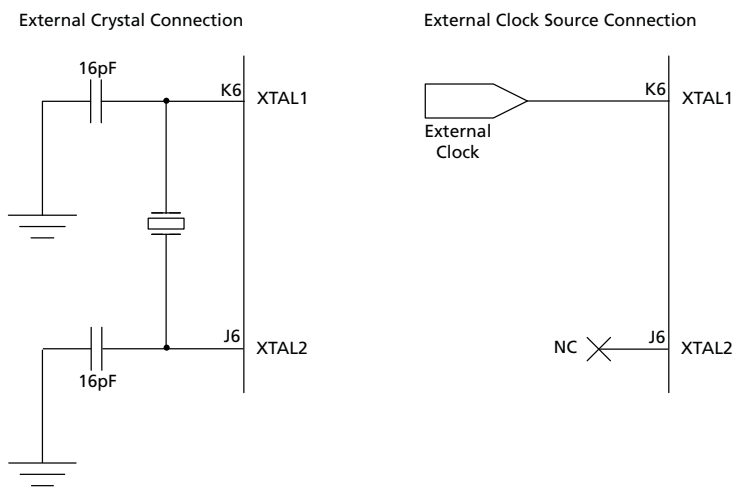 External Crystal Connection
External Clock Source Connection
16pF
K6
XTAL1
J6
XTAL2
16pF
K6
XTAL1
External
Clock
NC
J6
XTAL2